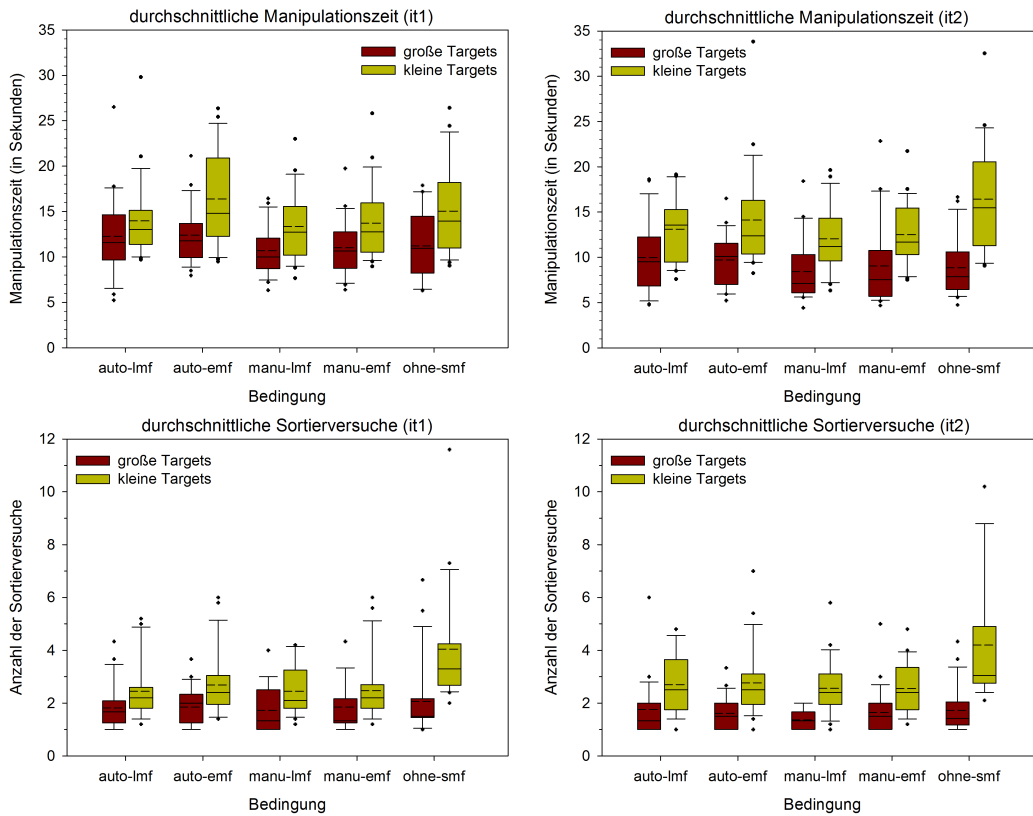 durchschnittliche Manipulationszeit (it1)
Manipulationszeit (in Sekunden)
35
30
25
20
15
10
5
0
große Targets
kleine Targets
auto-lmf auto-emf manu-lmf manu-emf ohne-smf
Bedingung
durchschnittliche Manipulationszeit (it2)
Manipulationszeit (in Sekunden)
35
30
25
20
15
10
5
0
große Targets
kleine Targets
auto-lmf auto-emf manu-lmf manu-emf ohne-smf
Bedingung
durchschnittliche Sortierversuche (it1)
Anzahl der Sortierversuche
12
10
8
6
4
2
0
große Targets
kleine Targets
auto-lmf auto-emf manu-lmf manu-emf ohne-smf
Bedingung
durchschnittliche Sortierversuche (it2)
Anzahl der Sortierversuche
12
10
8
6
4
2
0
große Targets
kleine Targets
auto-lmf auto-emf manu-lmf manu-emf ohne-smf
Bedingung